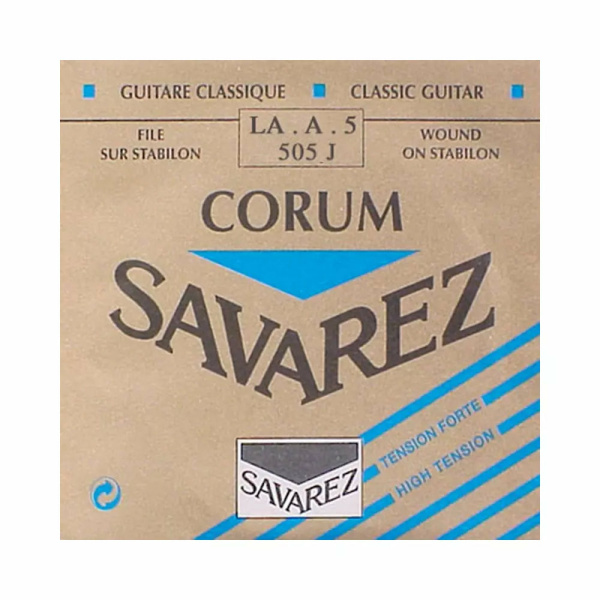 GUITARE CLASSIQUE CLASSIC GUITAR
LA . A . 5
505 J
FILE
SUR STABILON
WOUND
ON STABILON
CORUM
SAVAREZ
TENSION FORTE
HIGH TENSION
SAVAREZ